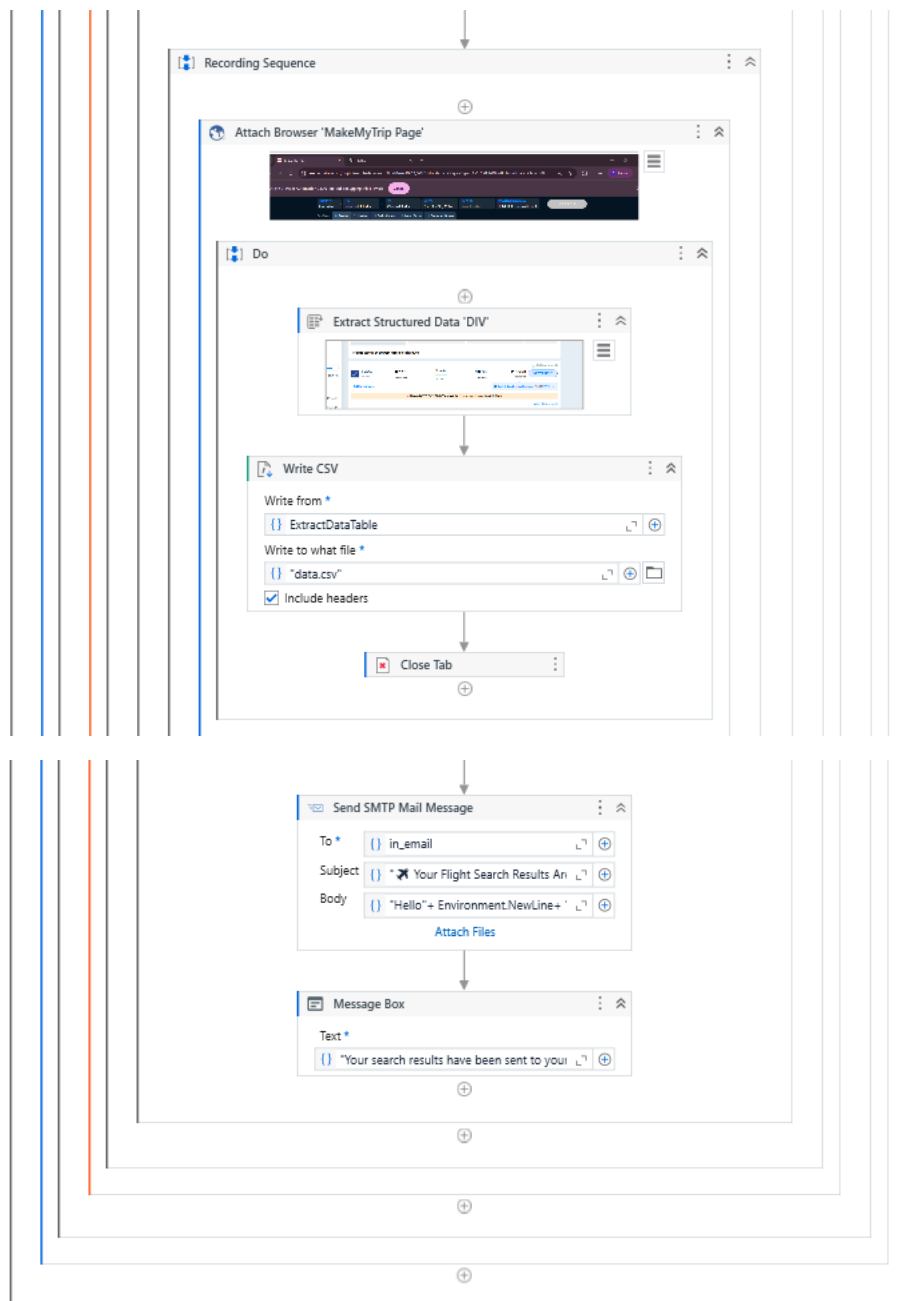 Recording Sequence
Attach Browser 'MakeMyTrip Page'
Do
Extract Structured Data 'DIV'
Write CSV
Write from *
ExtractDataTable
Write to what file *
"data.csv"
Include headers
Close Tab
Send SMTP Mail Message
To * in_email
Subject " ✈ Your Flight Search Results Ar
Body "Hello"+ Environment.NewLine+ "
Attach Files
Message Box
Text *
"Your search results have been sent to your